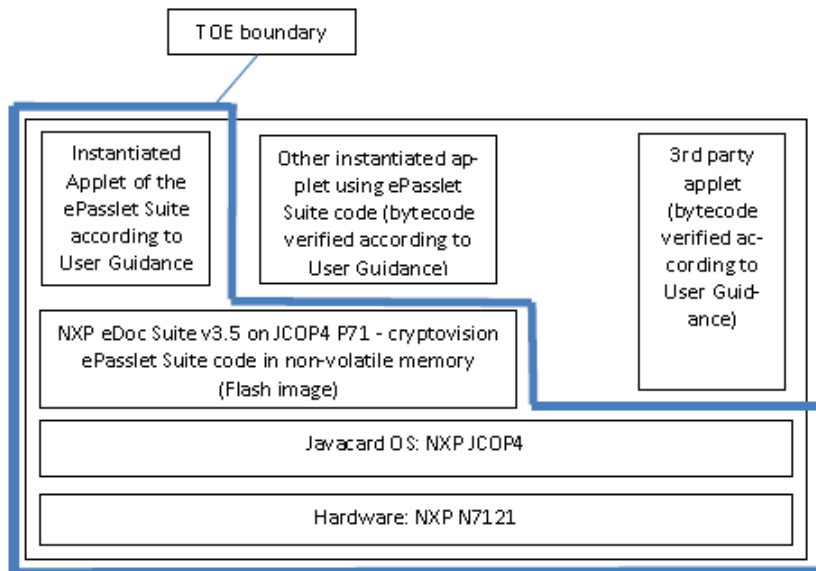 TOE boundary
Instantiated
Applet of the
ePasslet Suite
according to
User Guidance
Other instantiated ap-
plet using ePasslet
Suite code (bytecode
verified according to
User Guidance)
3rd party
applet
(bytecode
verified ac-
cording to
User Guid-
ance)
NXP eDoc Suite v3.5 on JCOP4 P71 - cryptovision
ePasslet Suite code in non-volatile memory
(Flash image)
Javacard OS: NXP JCOP4
Hardware: NXP N7121